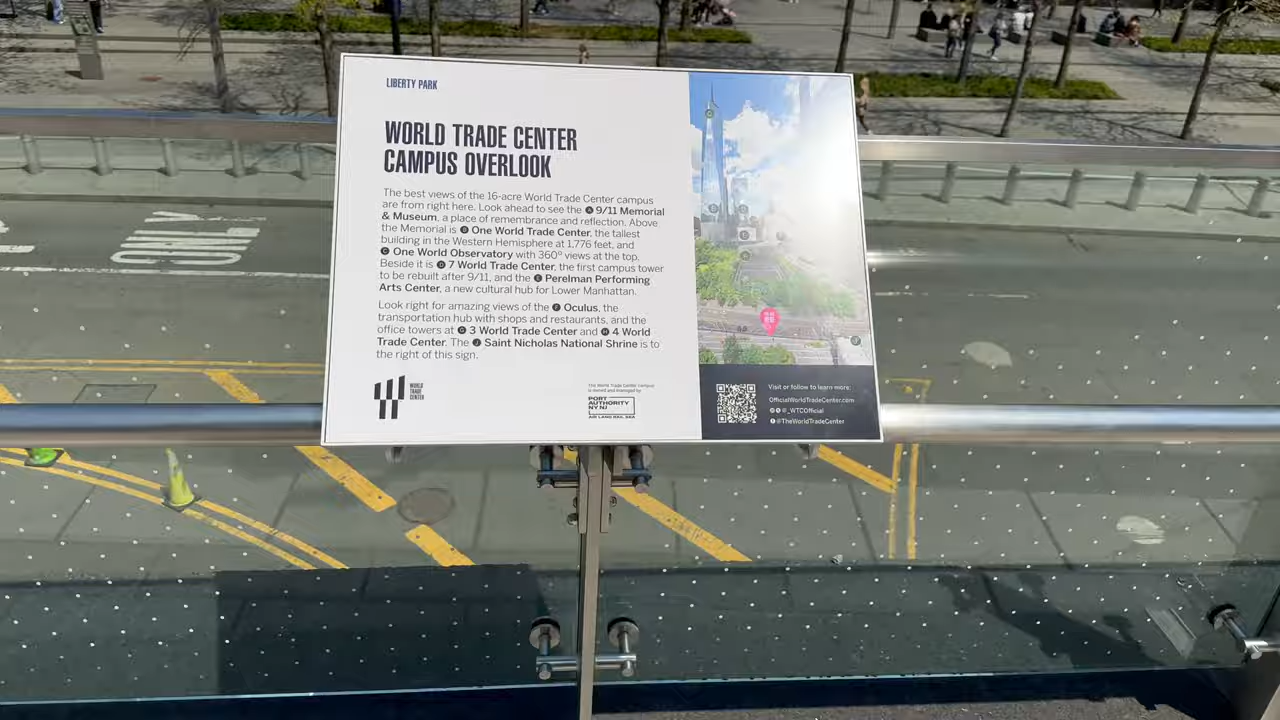 LIBERTY PARK
WORLD TRADE CENTER
CAMPUS OVERLOOK
The best views of the 16-acre World Trade Center campus
are from right here. Look ahead to see the A 9/11 Memorial
& Museum, a place of remembrance and reflection. Above
the Memorial is B One World Trade Center, the tallest
building in the Western Hemisphere at 1,776 feet, and
C One World Observatory with 360º views at the top.
Beside it is D 7 World Trade Center, the first campus tower
to be rebuilt after 9/11, and the E Perelman Performing
Arts Center, a new cultural hub for Lower Manhattan.
Look right for amazing views of the F Oculus, the
transportation hub with shops and restaurants, and the
office towers at G 3 World Trade Center and H 4 World
Trade Center. The J Saint Nicholas National Shrine is to
the right of this sign.
WORLD
TRADE
CENTER
The World Trade Center campus
is owned and managed by
PORT
AUTHORITY
NY NJ
AIR LAND RAIL SEA
Visit or follow to learn more:
OfficialWorldTradeCenter.com
@_WTCOfficial
@TheWorldTradeCenter
ONLY